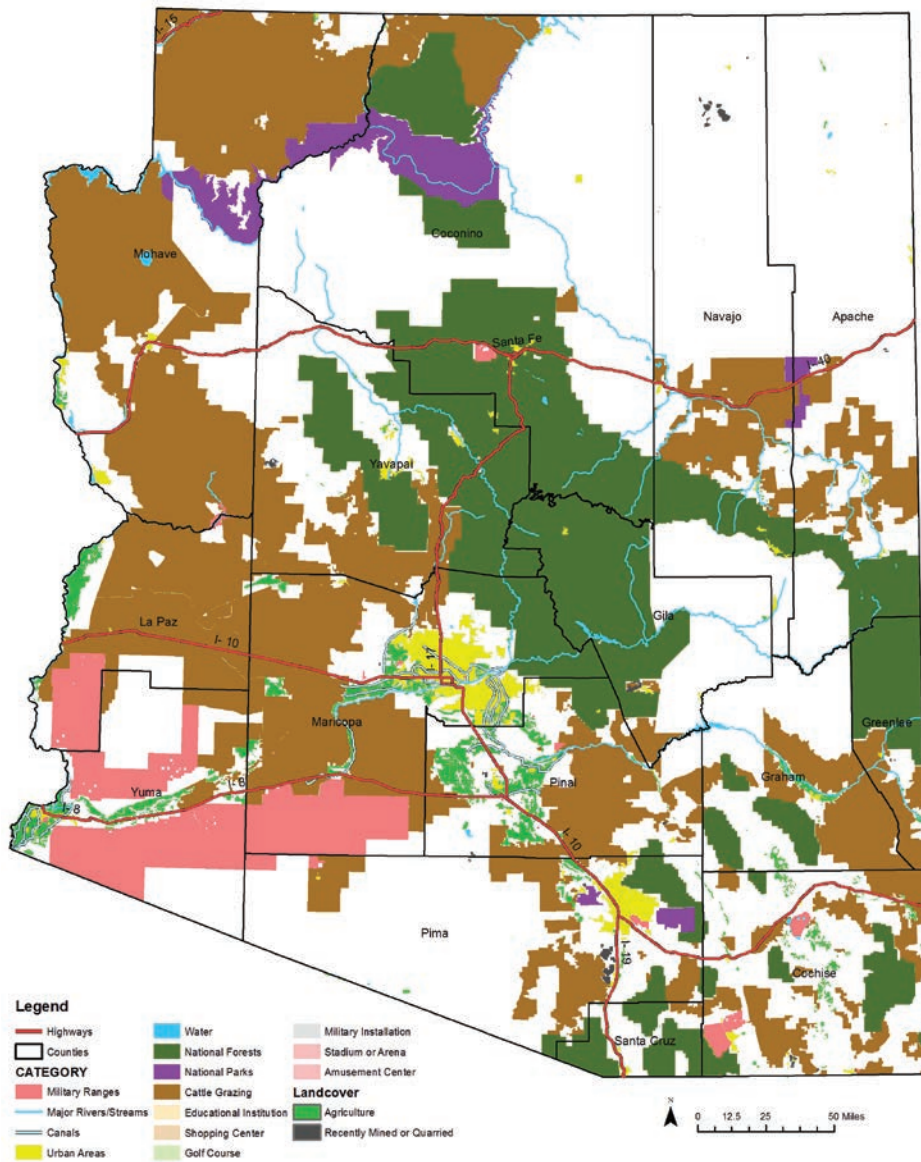 I- 15
Coconino
Mohave
Navajo
Apache
Santa Fe
I- 40
Yavapai
Gila
La Paz
I- 10
I- 17
Maricopa
Greenlee
Graham
Pinal
Yuma
I- 8
I- 8
I- 10
Pima
I- 19
Cochise
Santa Cruz
Legend
Highways
Counties
CATEGORY
Military Ranges
Major Rivers/Streams
Canals
Urban Areas
Water
National Forests
National Parks
Cattle Grazing
Educational Institution
Shopping Center
Golf Course
Military Installation
Stadium or Arena
Amusement Center
Landcover
Agriculture
Recently Mined or Quarried
N
0 12.5 25 50 Miles